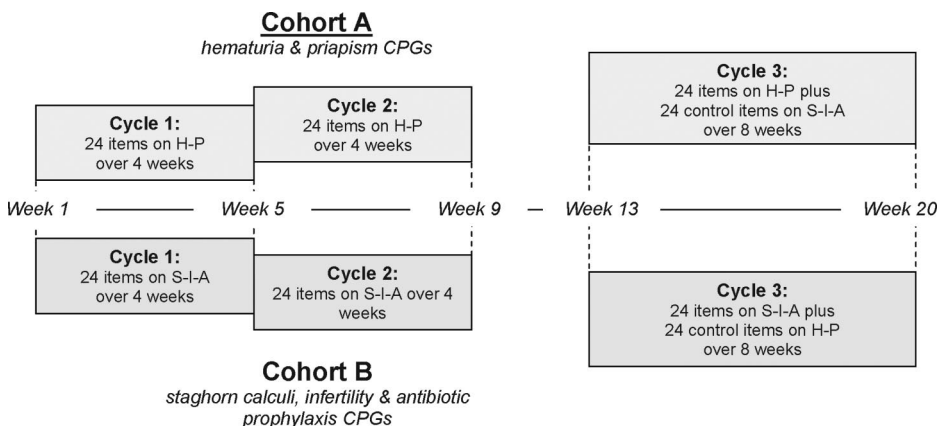 Cohort A
hematuria & priapism CPGs
Cycle 1:
24 items on H-P
over 4 weeks
Cycle 2:
24 items on H-P
over 4 weeks
Cycle 3:
24 items on H-P plus
24 control items on S-I-A
over 8 weeks
Week 1
Week 5
Week 9
Week 13
Week 20
Cycle 1:
24 items on S-I-A
over 4 weeks
Cycle 2:
24 items on S-I-A over 4
weeks
Cycle 3:
24 items on S-I-A plus
24 control items on H-P
over 8 weeks
Cohort B
staghorn calculi, infertility & antibiotic
prophylaxis CPGs